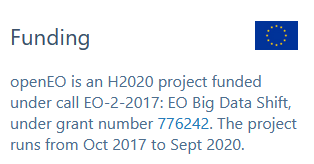 Funding
openEO is an H2020 project funded
under call EO-2-2017: EO Big Data Shift,
under grant number 776242. The project
runs from Oct 2017 to Sept 2020.